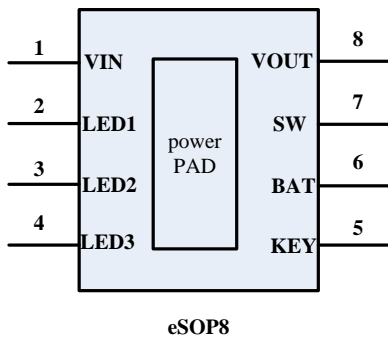 1 VIN VOUT 8
2 LED1 SW 7
power
PAD
3 LED2 BAT 6
4 LED3 KEY 5
eSOP8